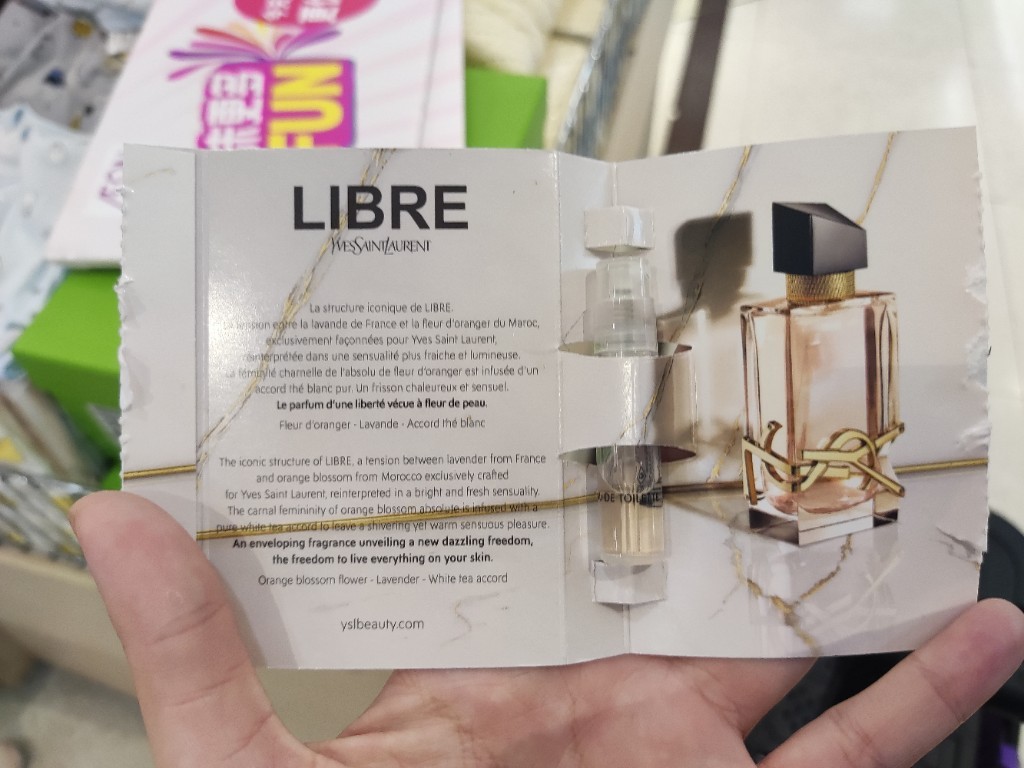 FUN
LIBRE
YVESSAINTLAURENT
La structure iconique de LIBRE.
La tension entre la lavande de France et la fleur d'oranger du Maroc,
exclusivement façonnées pour Yves Saint Laurent,
réinterprétée dans une sensualité plus fraiche et lumineuse.
La féminité charnelle de l'absolu de fleur d'oranger est infusée d'un
accord thé blanc pur. Un frisson chaleureux et sensuel.
Le parfum d'une liberté vécue à fleur de peau.
Fleur d'oranger - Lavande - Accord thé blanc
The iconic structure of LIBRE, a tension between lavender from France
and orange blossom from Morocco exclusively crafted
for Yves Saint Laurent, reinterpreted in a bright and fresh sensuality.
The carnal femininity of orange blossom absolute is infused with a
pure white tea accord to leave a shivering yet warm sensuous pleasure.
An enveloping fragrance unveiling a new dazzling freedom,
the freedom to live everything on your skin.
Orange blossom flower - Lavender - White tea accord
yslbeauty.com
DE TOILETTE
YSL